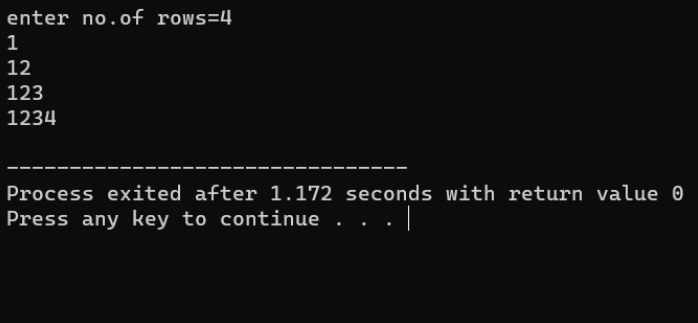 enter no.of rows=4
1
12
123
1234
--------------------------------
Process exited after 1.172 seconds with return value 0
Press any key to continue . . .